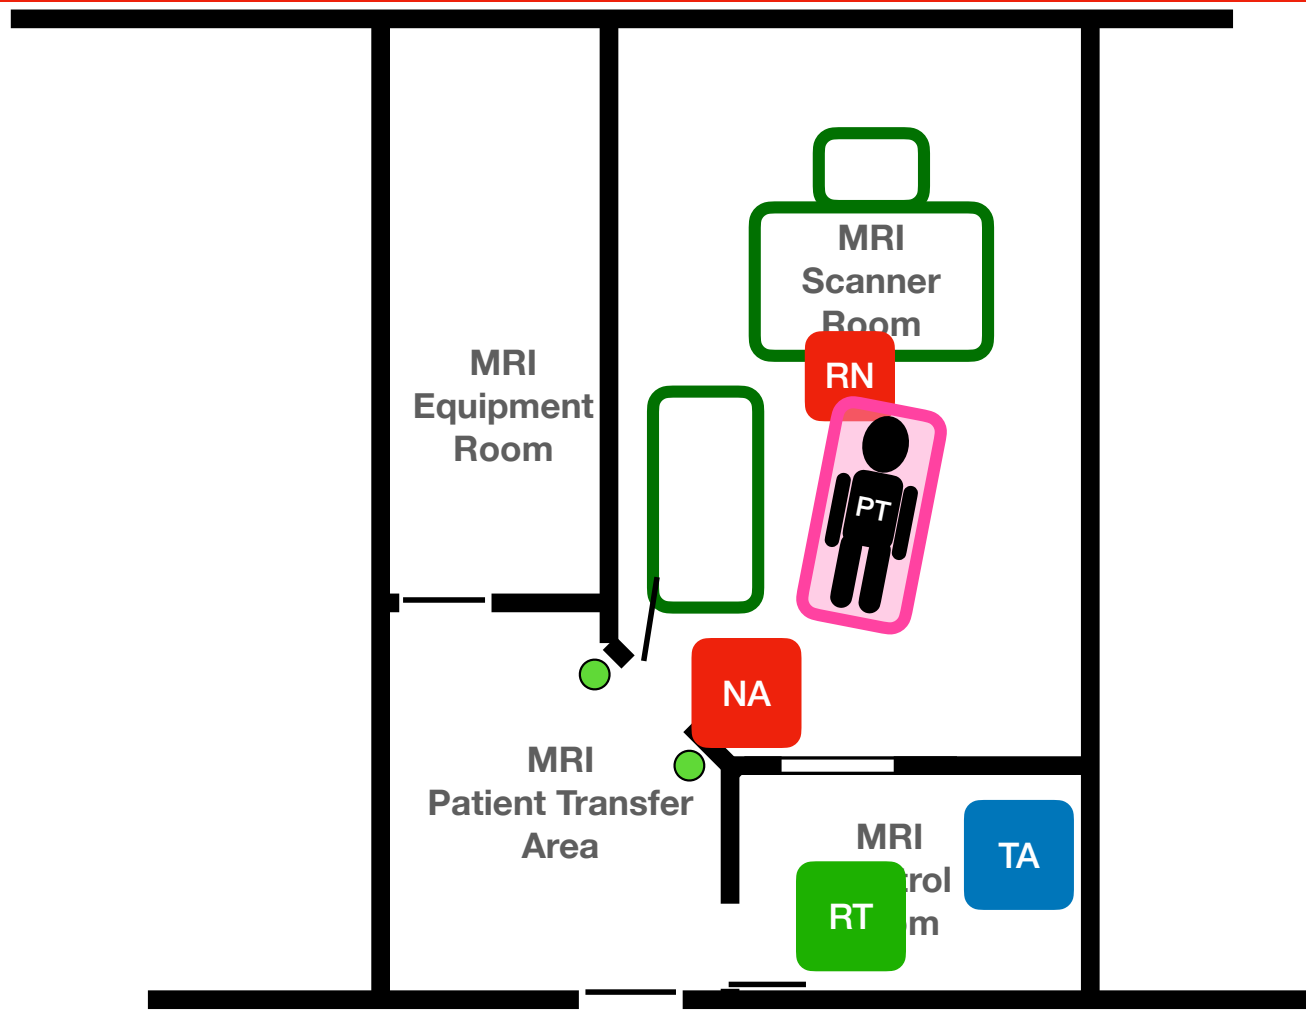 MRI
Scanner
Room
RN
MRI
Equipment
Room
PT
NA
MRI
Patient Transfer
Area
MRI
TA
RT